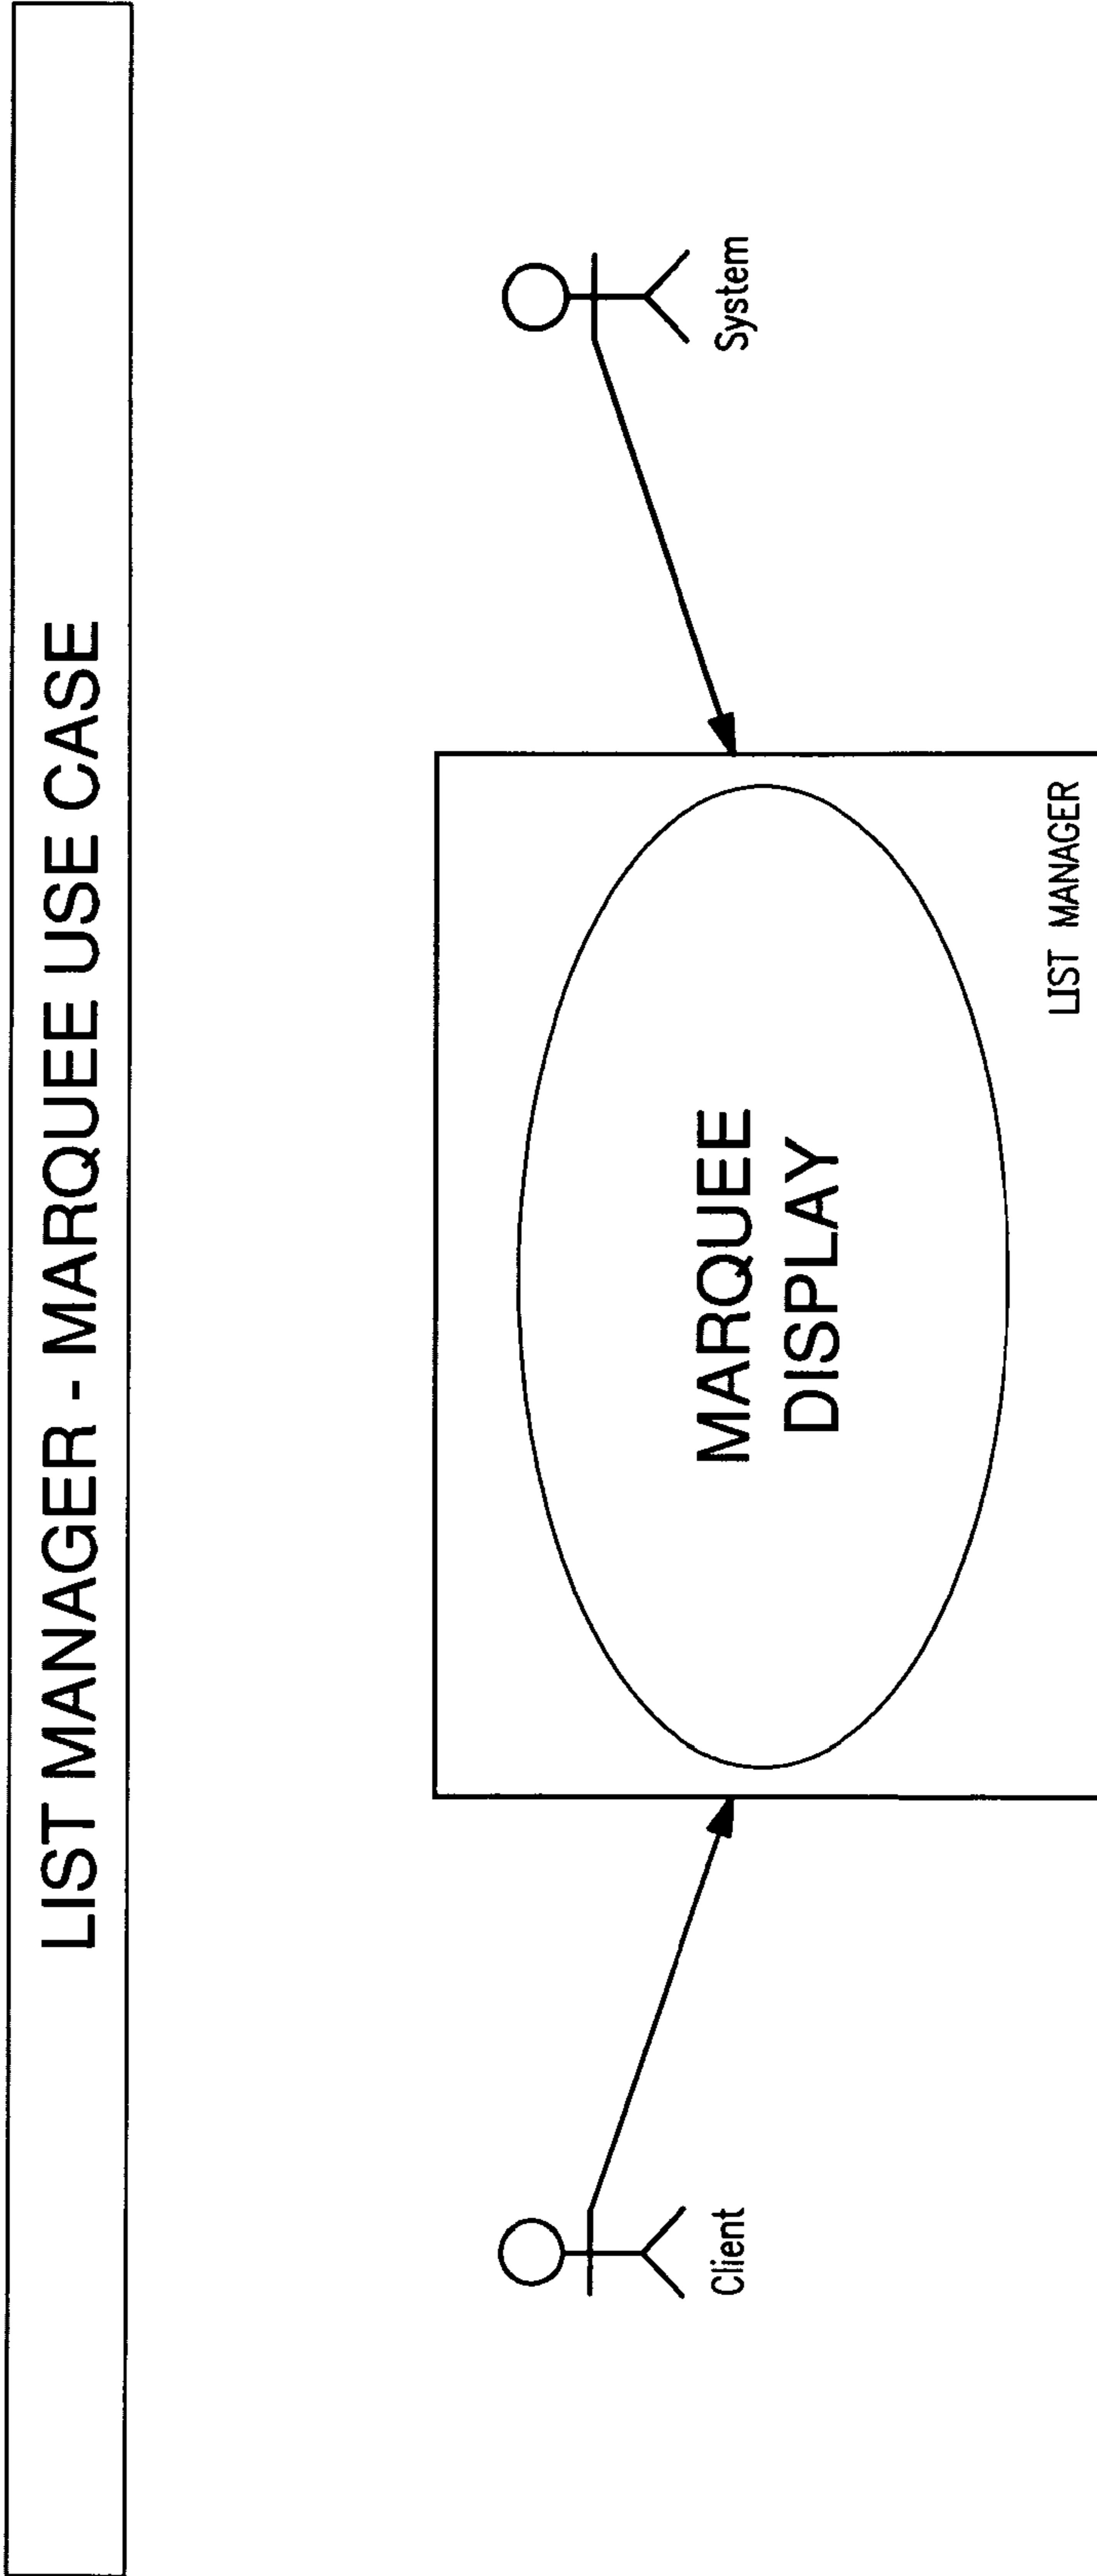 LIST MANAGER - MARQUEE USE CASE
Client
MARQUEE
DISPLAY
LIST MANAGER
System